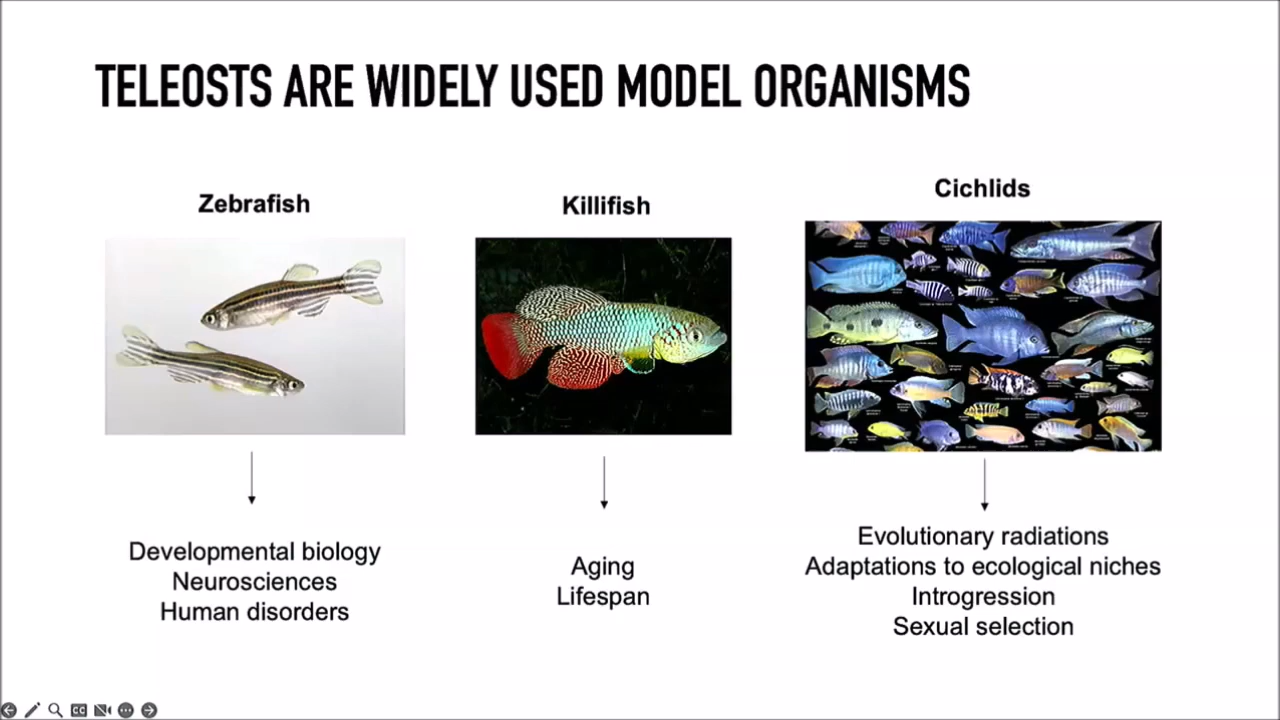 TELEOSTS ARE WIDELY USED MODEL ORGANISMS
Zebrafish
Killifish
Cichlids
Developmental biology
Neurosciences
Human disorders
Aging
Lifespan
Evolutionary radiations
Adaptations to ecological niches
Introgression
Sexual selection
CC